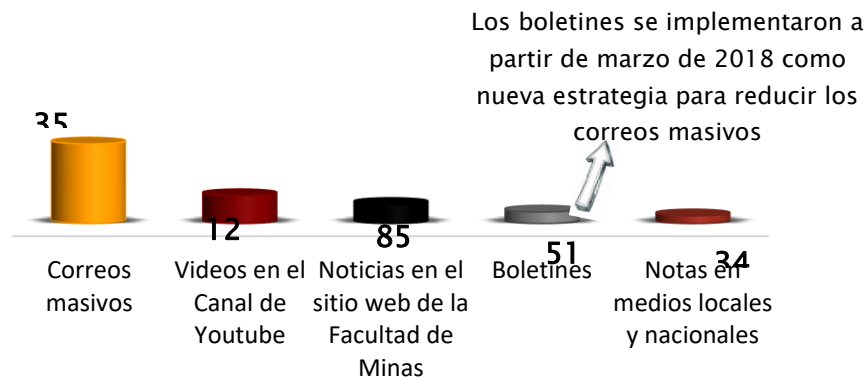 Los boletines se implementaron a
partir de marzo de 2018 como
nueva estrategia para reducir los
correos masivos
35
12
85
51
34
Correos
masivos
Videos en el
Canal de
Youtube
Noticias en el
sitio web de la
Facultad de
Minas
Boletines
Notas en
medios locales
y nacionales